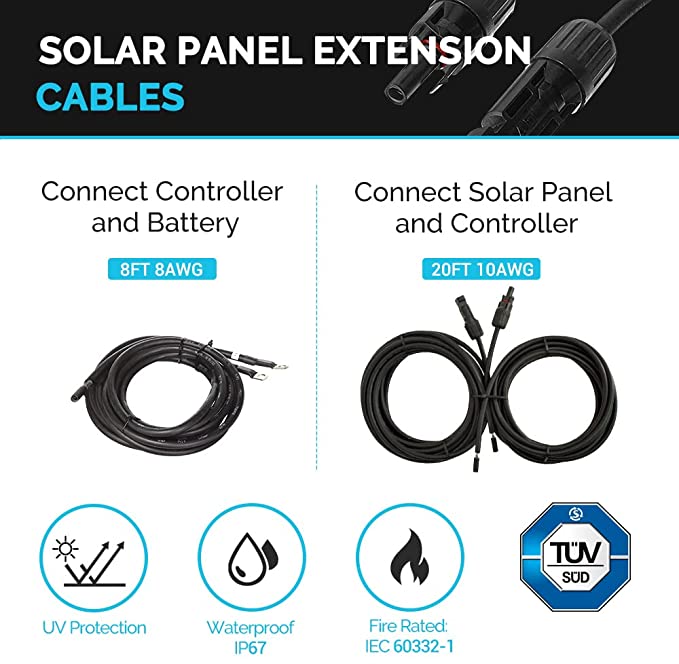 SOLAR PANEL EXTENSION
CABLES
Connect Controller
and Battery
8FT 8AWG
Connect Solar Panel
and Controller
20FT 10AWG
UV Protection
Waterproof
IP67
Fire Rated:
IEC 60332-1
TÜV
SÜD